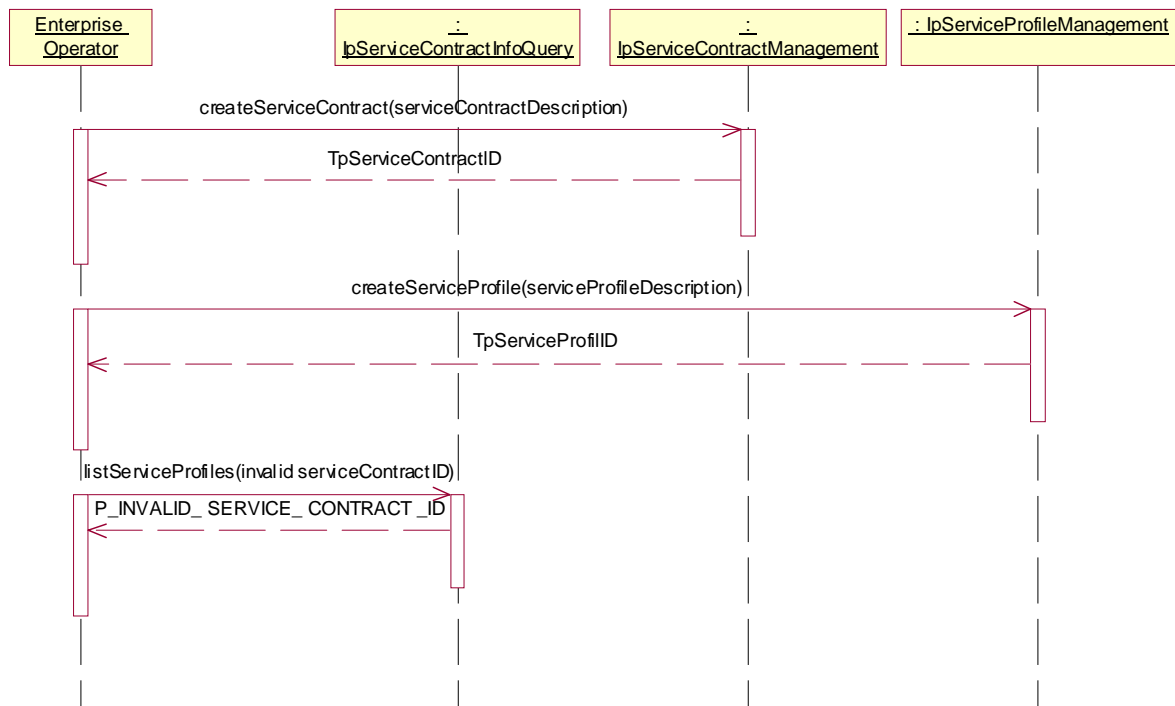 Enterprise
Operator
:
IpServiceContractInfoQuery
:
IpServiceContractManagement
: IpServiceProfileManagement
createServiceContract(serviceContractDescription)
TpServiceContractID
createServiceProfile(serviceProfileDescription)
TpServiceProfilID
listServiceProfiles(invalid serviceContractID)
P_INVALID_ SERVICE_ CONTRACT _ID